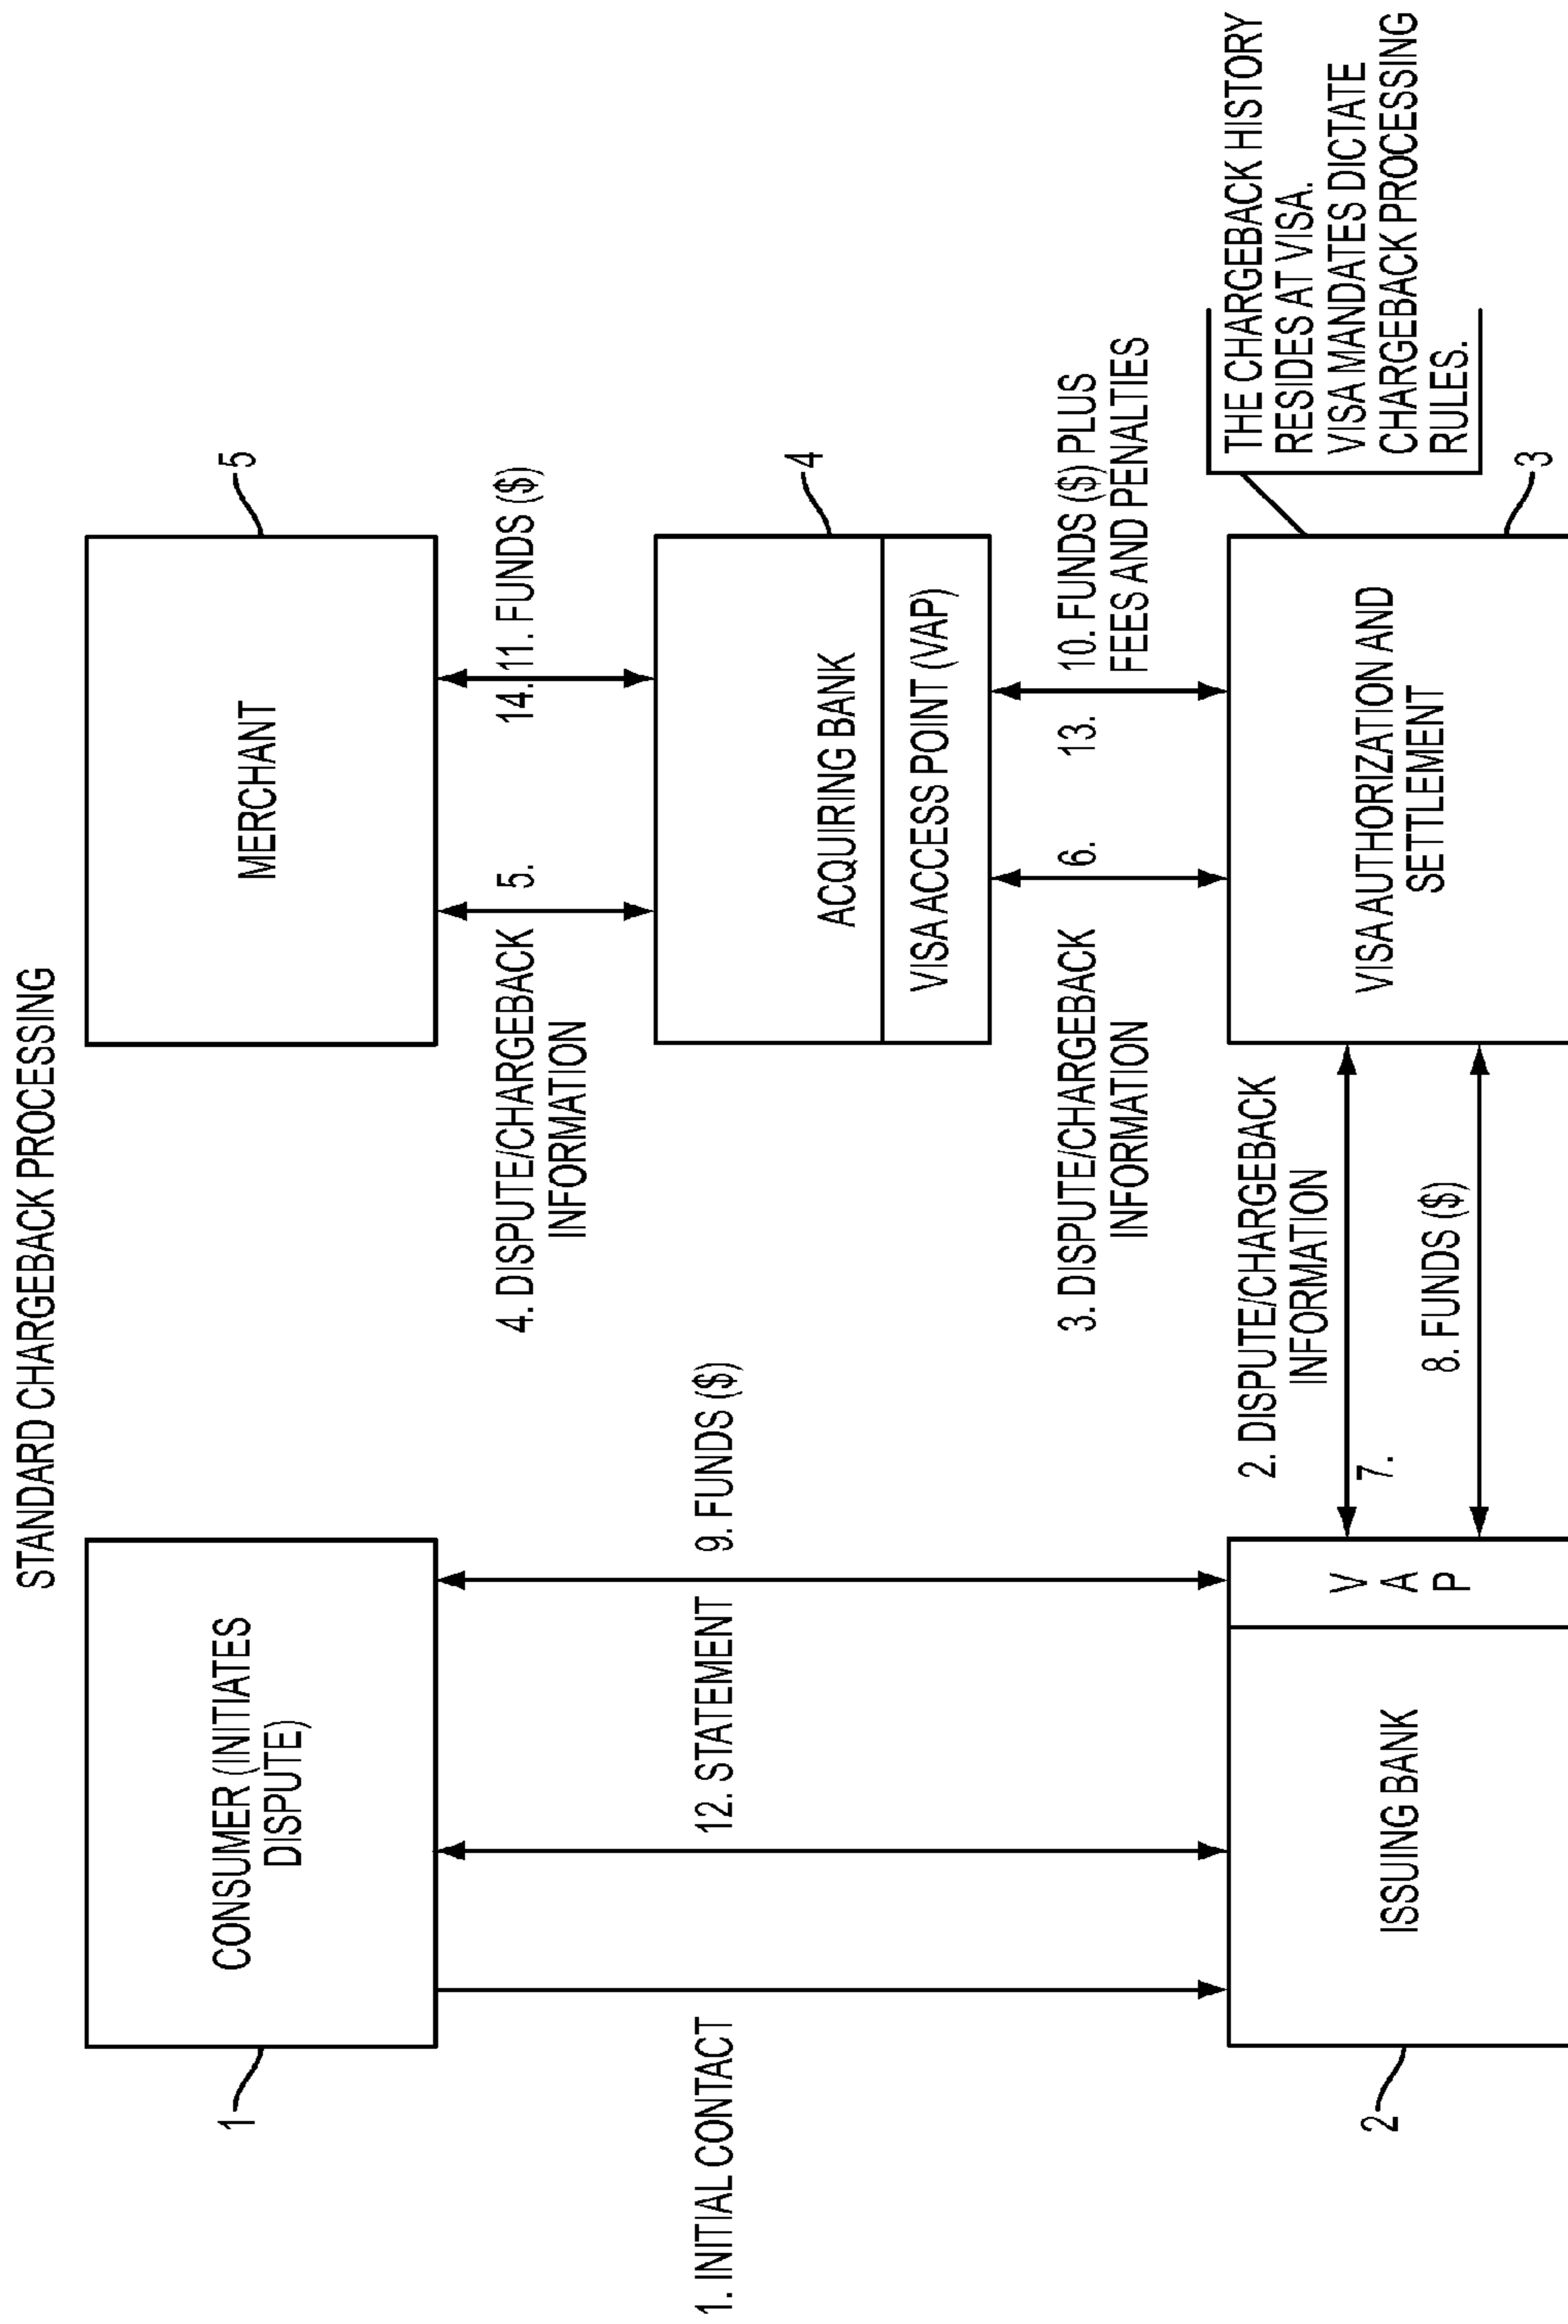 STANDARD CHARGEBACK PROCESSING
CONSUMER (INITIATES
DISPUTE)
1
1. INITIAL CONTACT
12. STATEMENT
9. FUNDS ($)
ISSUING BANK
V
A
P
2
2. DISPUTE/CHARGEBACK
INFORMATION
7.
8. FUNDS ($)
MERCHANT
5
4. DISPUTE/CHARGEBACK
INFORMATION
5.
14.
11. FUNDS ($)
ACQUIRING BANK
VISA ACCESS POINT (VAP)
4
3. DISPUTE/CHARGEBACK
INFORMATION
6.
13.
10. FUNDS ($) PLUS
FEES AND PENALTIES
VISA AUTHORIZATION AND
SETTLEMENT
3
THE CHARGEBACK HISTORY
RESIDES AT VISA.
VISA MANDATES DICTATE
CHARGEBACK PROCESSING
RULES.